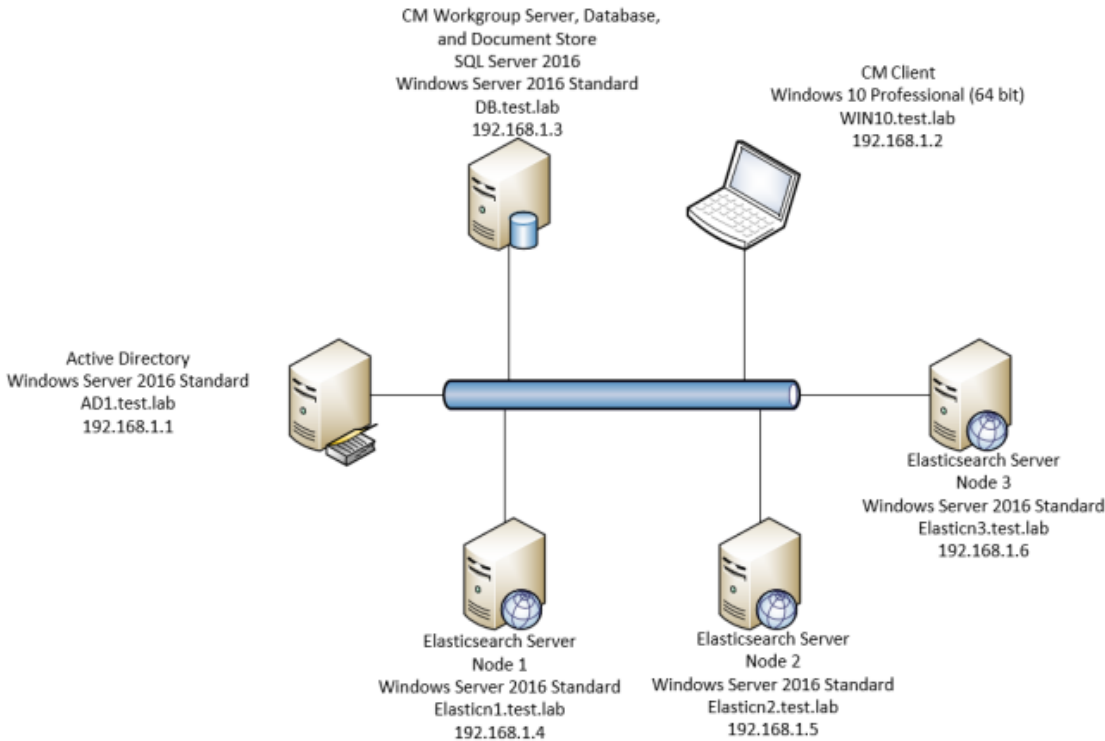 CM Workgroup Server, Database,
and Document Store
SQL Server 2016
Windows Server 2016 Standard
DB.test.lab
192.168.1.3
CM Client
Windows 10 Professional (64 bit)
WIN10.test.lab
192.168.1.2
Active Directory
Windows Server 2016 Standard
AD1.test.lab
192.168.1.1
Elasticsearch Server
Node 3
Windows Server 2016 Standard
Elasticn3.test.lab
192.168.1.6
Elasticsearch Server
Node 1
Windows Server 2016 Standard
Elasticn1.test.lab
192.168.1.4
Elasticsearch Server
Node 2
Windows Server 2016 Standard
Elasticn2.test.lab
192.168.1.5